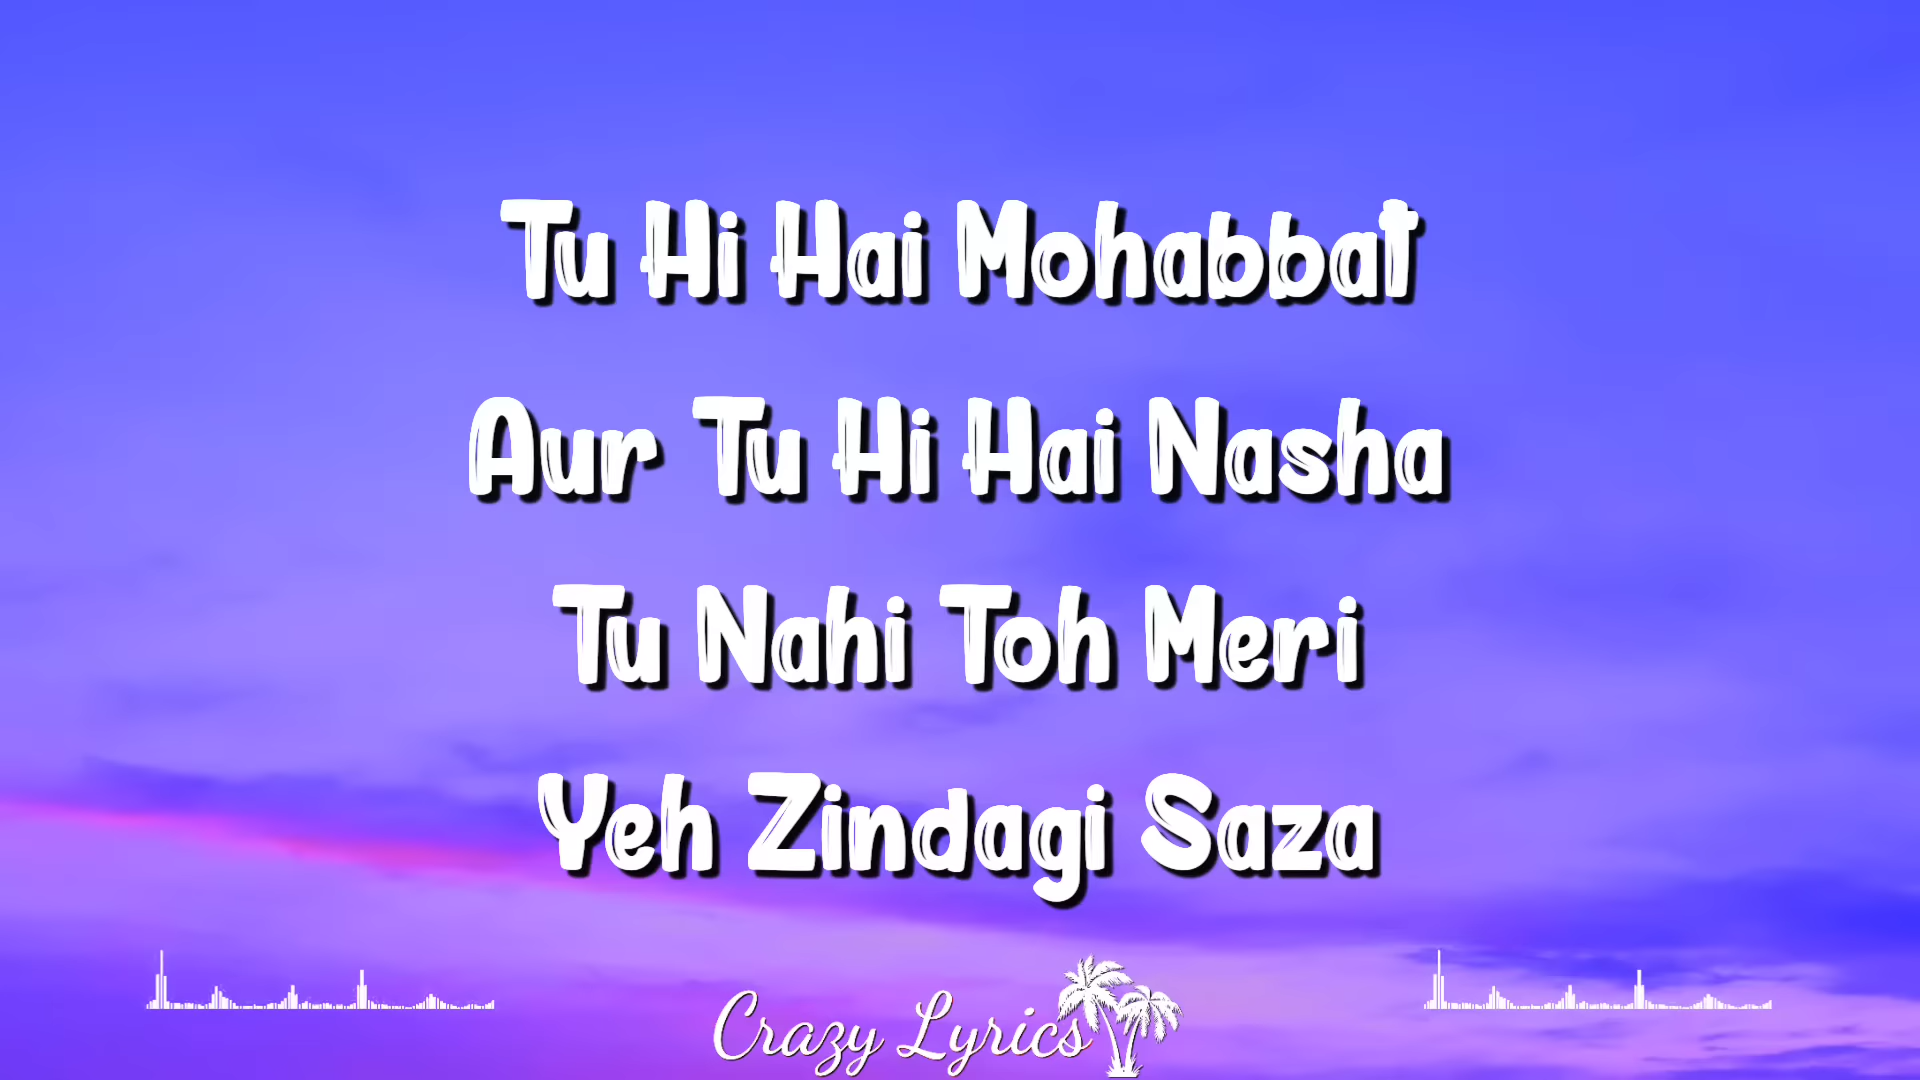 Tu Hi Hai Mohabbat
Aur Tu Hi Hai Nasha
Tu Nahi Toh Meri
Yeh Zindagi Saza
Crazy Lyrics